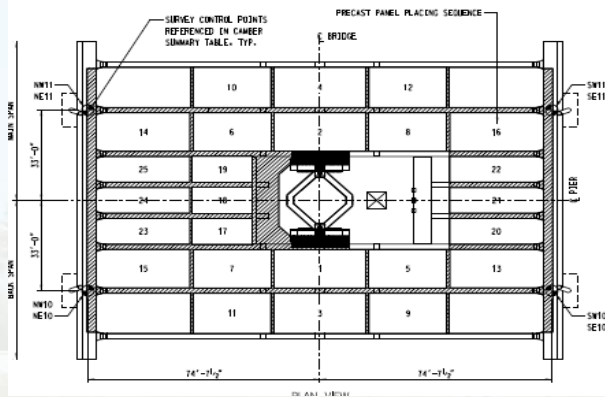 SURVEY CONTROL POINTS
REFERENCED IN CAMBER
SUMMARY TABLE, TYP.
PRECAST PANEL PLACING SEQUENCE
℄ BRIDGE
MAIN SPAN
BACK SPAN
33'-0"
33'-0"
NW11
NE11
SW11
SE11
10 4 12
14 6 2 8 16
25 19 22
24 18 21
23 17 20
15 7 1 5 13
11 3 9
℄ PIER
NW10
NE10
SW10
SE10
74'-7½"
74'-7½"
PLAN VIEW